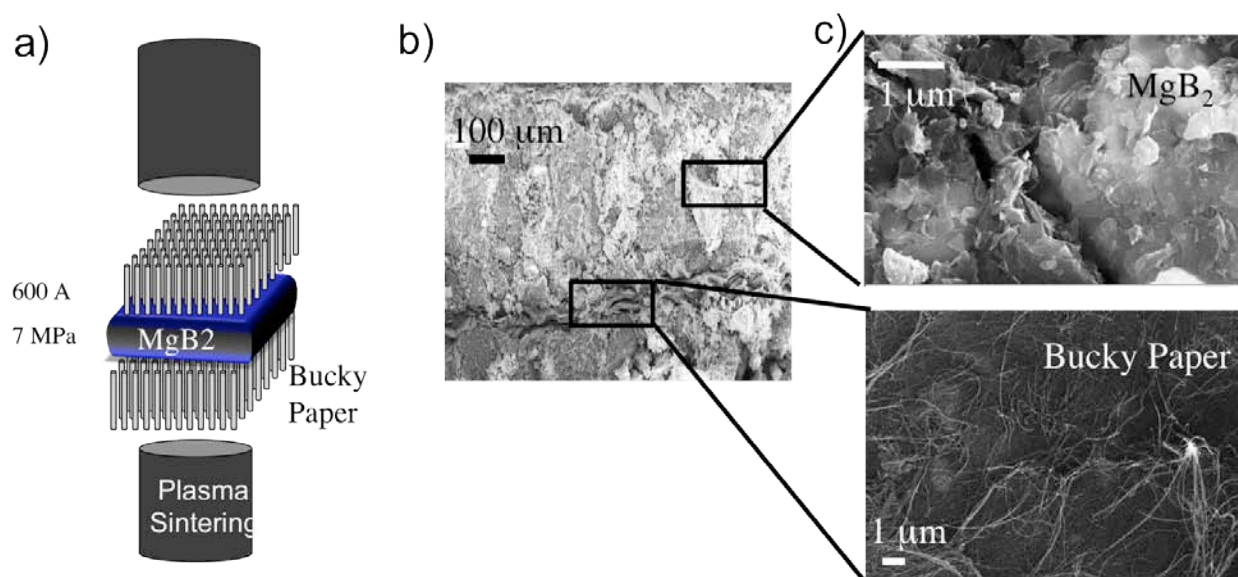 a)
600 A
7 MPa
MgB2
Bucky
Paper
Plasma
Sintering
b)
100 μm
c)
1 μm
MgB₂
Bucky Paper
1 μm